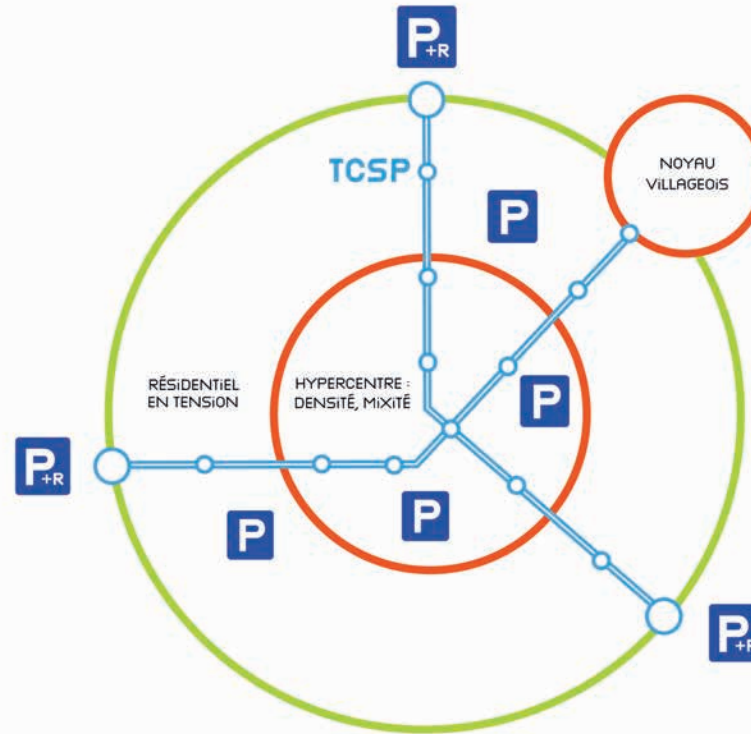 P+R
TCSP
NOYAU
ViLLAGEOiS
P
RÉSiDENTiEL
EN TENSiON
HYPERCENTRE :
DENSiTÉ, MiXiTÉ
P
P+R
P
P
P+R